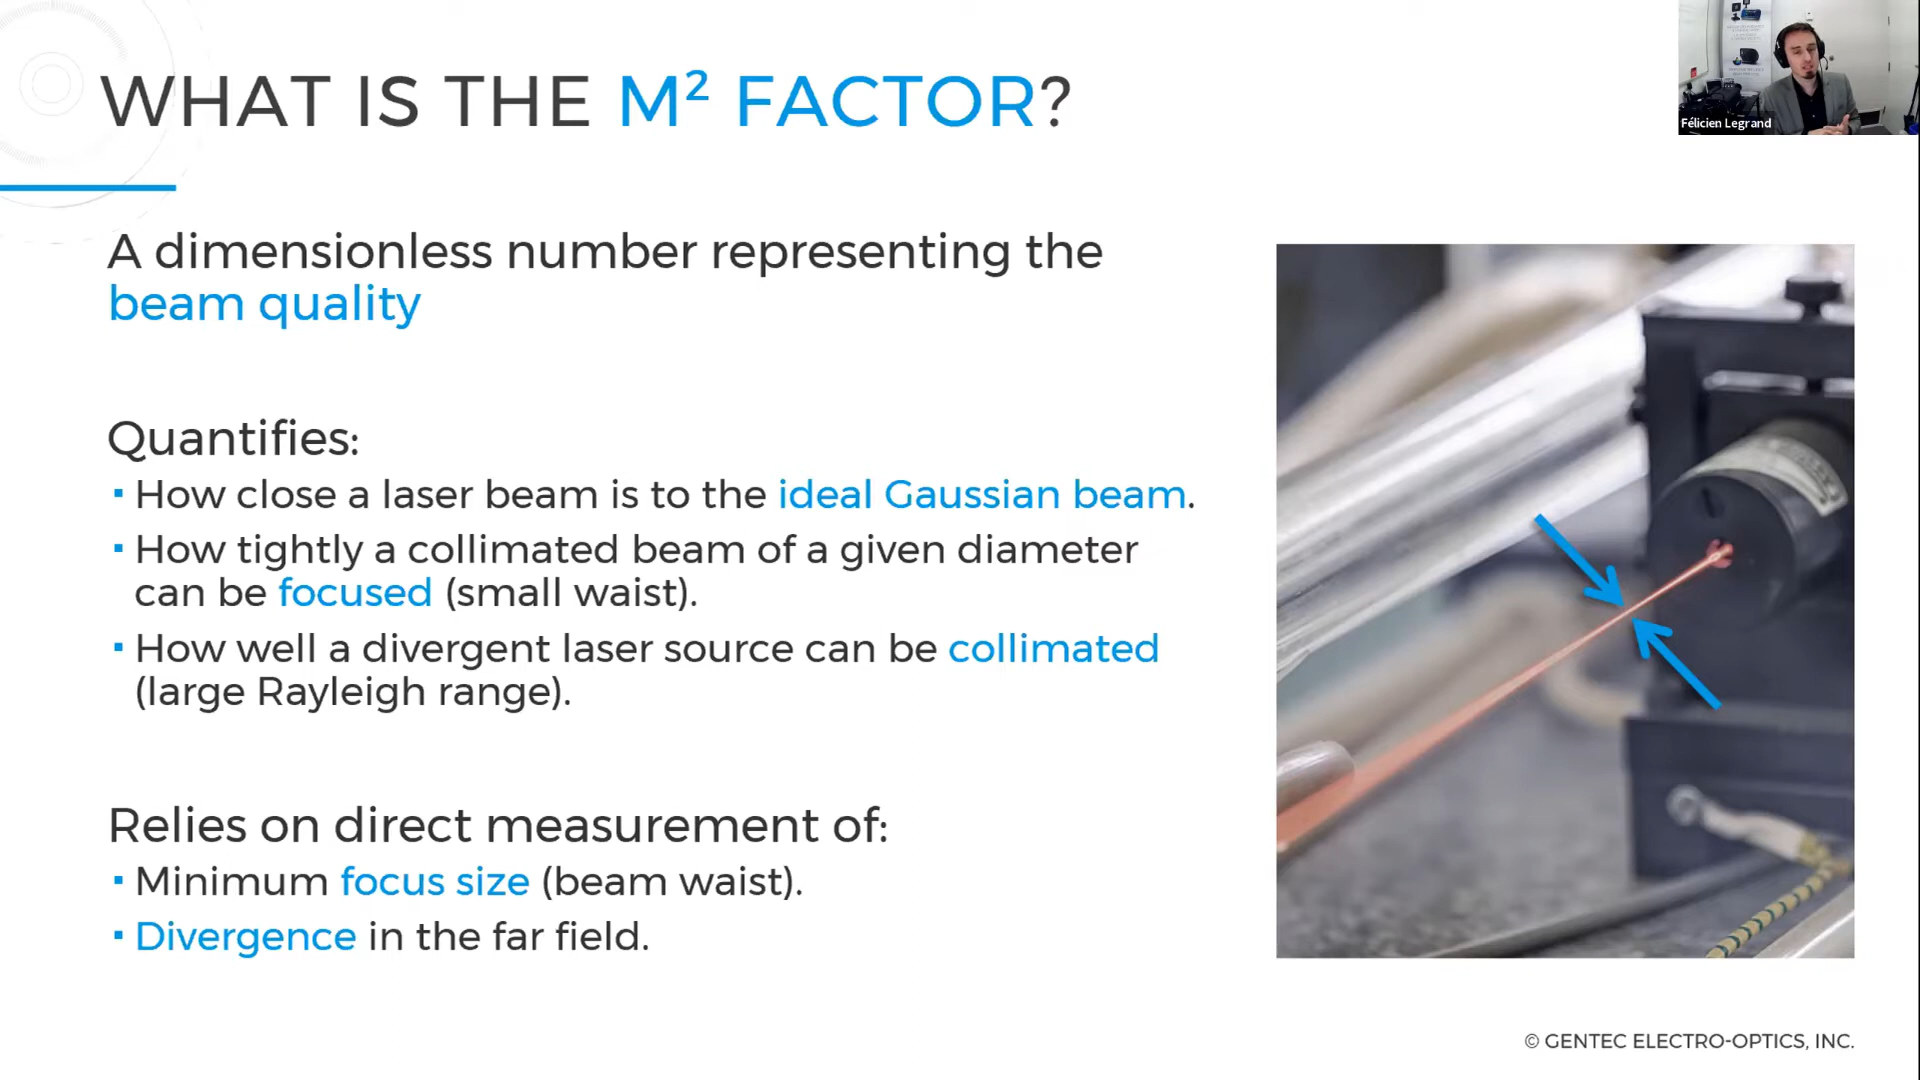 WHAT IS THE M² FACTOR?
Félicien Legrand
A dimensionless number representing the
beam quality
Quantifies:
▪ How close a laser beam is to the ideal Gaussian beam.
▪ How tightly a collimated beam of a given diameter
can be focused (small waist).
▪ How well a divergent laser source can be collimated
(large Rayleigh range).
Relies on direct measurement of:
▪ Minimum focus size (beam waist).
▪ Divergence in the far field.
© GENTEC ELECTRO-OPTICS, INC.